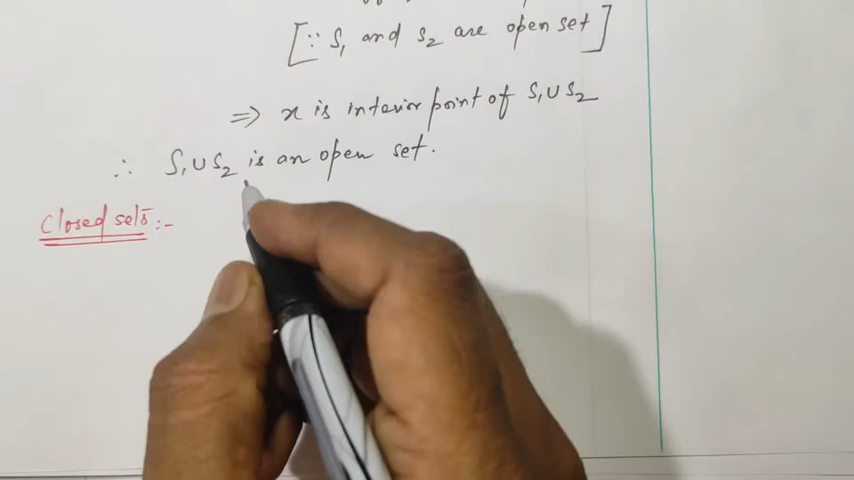 [∵ S₁ and S₂ are open set]
⇒ x is interior point of S₁∪S₂
∴ S₁∪S₂ is an open set.
Closed sets:-